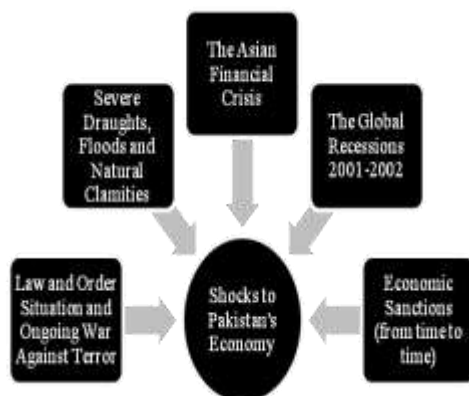 The Asian
Financial
Crisis
Severe
Draughts,
Floods and
Natural
Clamities
The Global
Recessions
2001-2002
Law and Order
Situation and
Ongoing War
Against Terror
Shocks to
Pakistan's
Economy
Economic
Sanctions
(from time to
time)